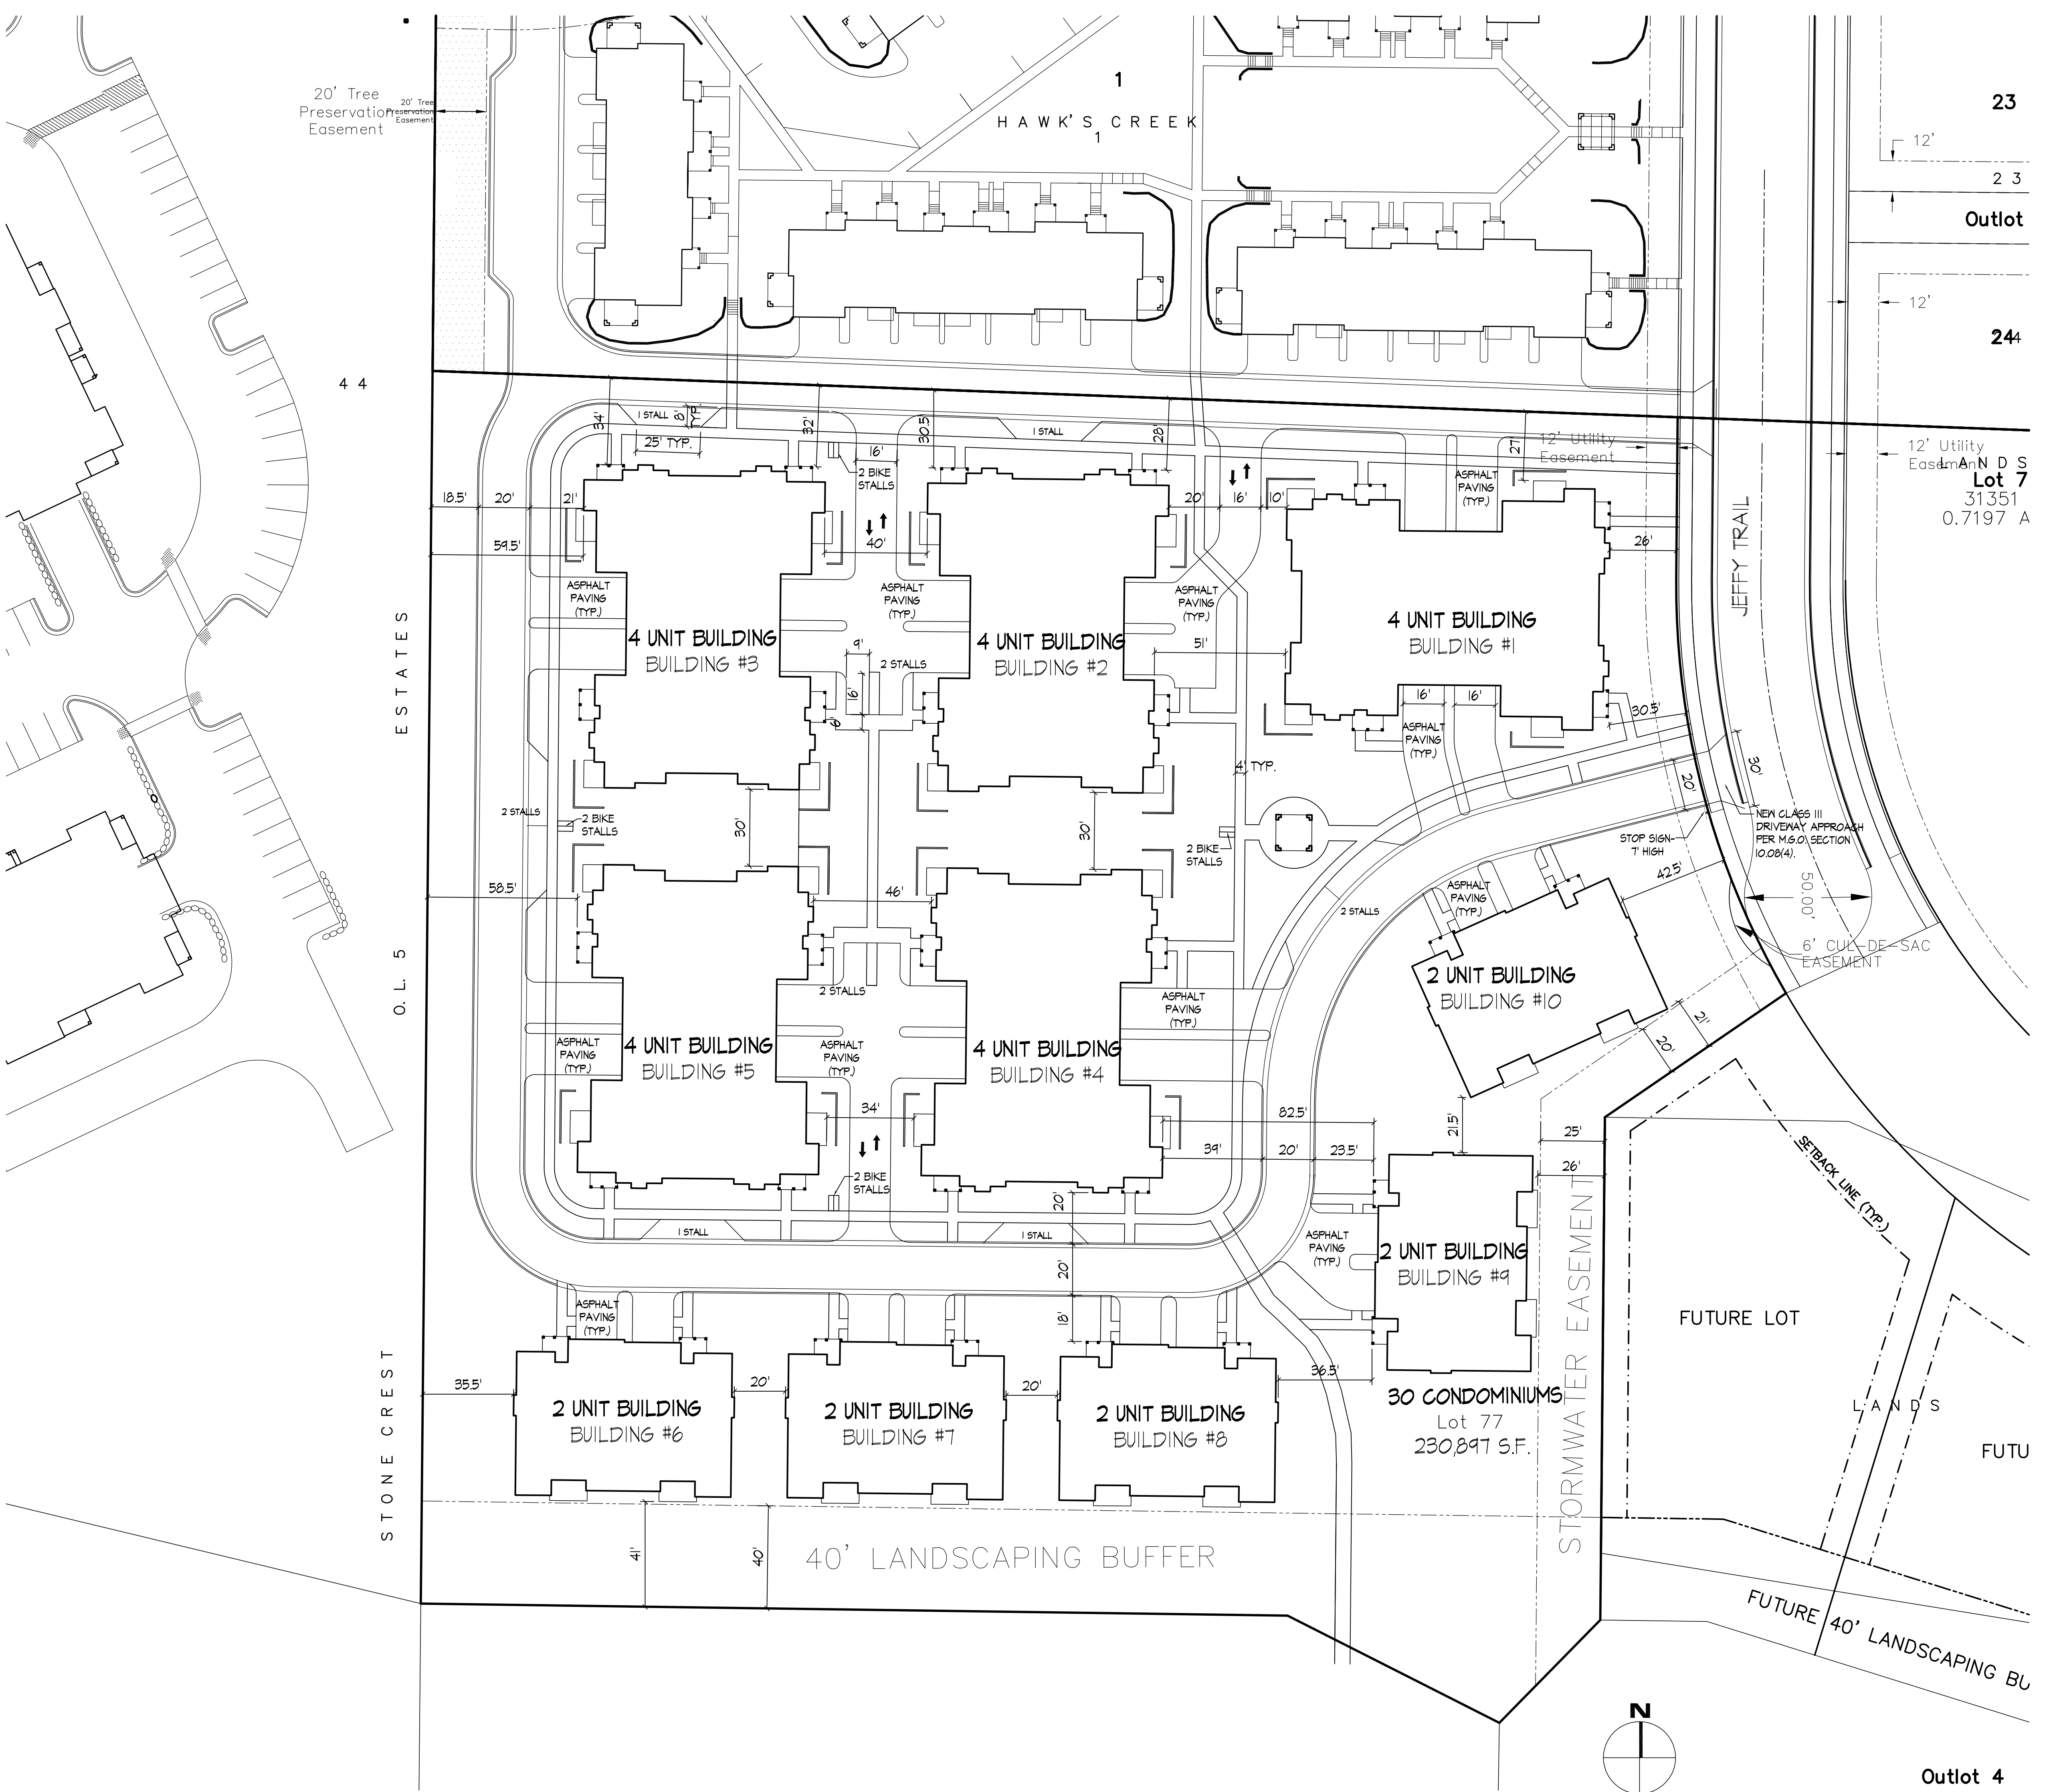 1
H A W K' S C R E E K
1
20' Tree
Preservation
Easement
20' Tree
Preservation
Easement
23
12'
2 3
Outlot
12'
24
4
4 4
34'
1 STALL
8'
TYP.
25' TYP.
32'
16'
2 BIKE
STALLS
30.5'
1 STALL
28'
27'
12' Utility
Easement
12' Utility
Easement
L A N D S
Lot 7
31351
0.7197 A
ASPHALT
PAVING
(TYP.)
18.5'
20'
21'
59.5'
40'
20'
16'
10'
26'
JEFFY TRAIL
ASPHALT
PAVING
(TYP.)
ASPHALT
PAVING
(TYP.)
ASPHALT
PAVING
(TYP.)
4 UNIT BUILDING
BUILDING #3
4 UNIT BUILDING
BUILDING #2
4 UNIT BUILDING
BUILDING #1
9'
2 STALLS
16'
6'
51'
16'
16'
ASPHALT
PAVING
(TYP.)
30.5'
E S T A T E S
4' TYP.
20'
30'
2 STALLS
2 BIKE
STALLS
30'
30'
2 BIKE
STALLS
STOP SIGN-
7' HIGH
NEW CLASS III
DRIVEWAY APPROACH
PER M.G.O. SECTION
10.08(4).
58.5'
46'
2 STALLS
ASPHALT
PAVING
(TYP.)
42.5'
50.00'
6' CUL-DE-SAC
EASEMENT
O. L. 5
2 STALLS
ASPHALT
PAVING
(TYP.)
2 UNIT BUILDING
BUILDING #10
21'
20'
ASPHALT
PAVING
(TYP.)
ASPHALT
PAVING
(TYP.)
4 UNIT BUILDING
BUILDING #5
4 UNIT BUILDING
BUILDING #4
34'
82.5'
21.5'
25'
39'
20'
23.5'
26'
SETBACK LINE (TYP.)
2 BIKE
STALLS
20'
1 STALL
1 STALL
ASPHALT
PAVING
(TYP.)
2 UNIT BUILDING
BUILDING #9
20'
18'
ASPHALT
PAVING
(TYP.)
STORMWATER EASEMENT
FUTURE LOT
35.5'
20'
20'
36.5'
2 UNIT BUILDING
BUILDING #6
2 UNIT BUILDING
BUILDING #7
2 UNIT BUILDING
BUILDING #8
30 CONDOMINIUMS
Lot 77
230,897 S.F.
L A N D S
FUTU
S T O N E C R E S T
41'
40'
40' LANDSCAPING BUFFER
FUTURE 40' LANDSCAPING BU
N
Outlot 4